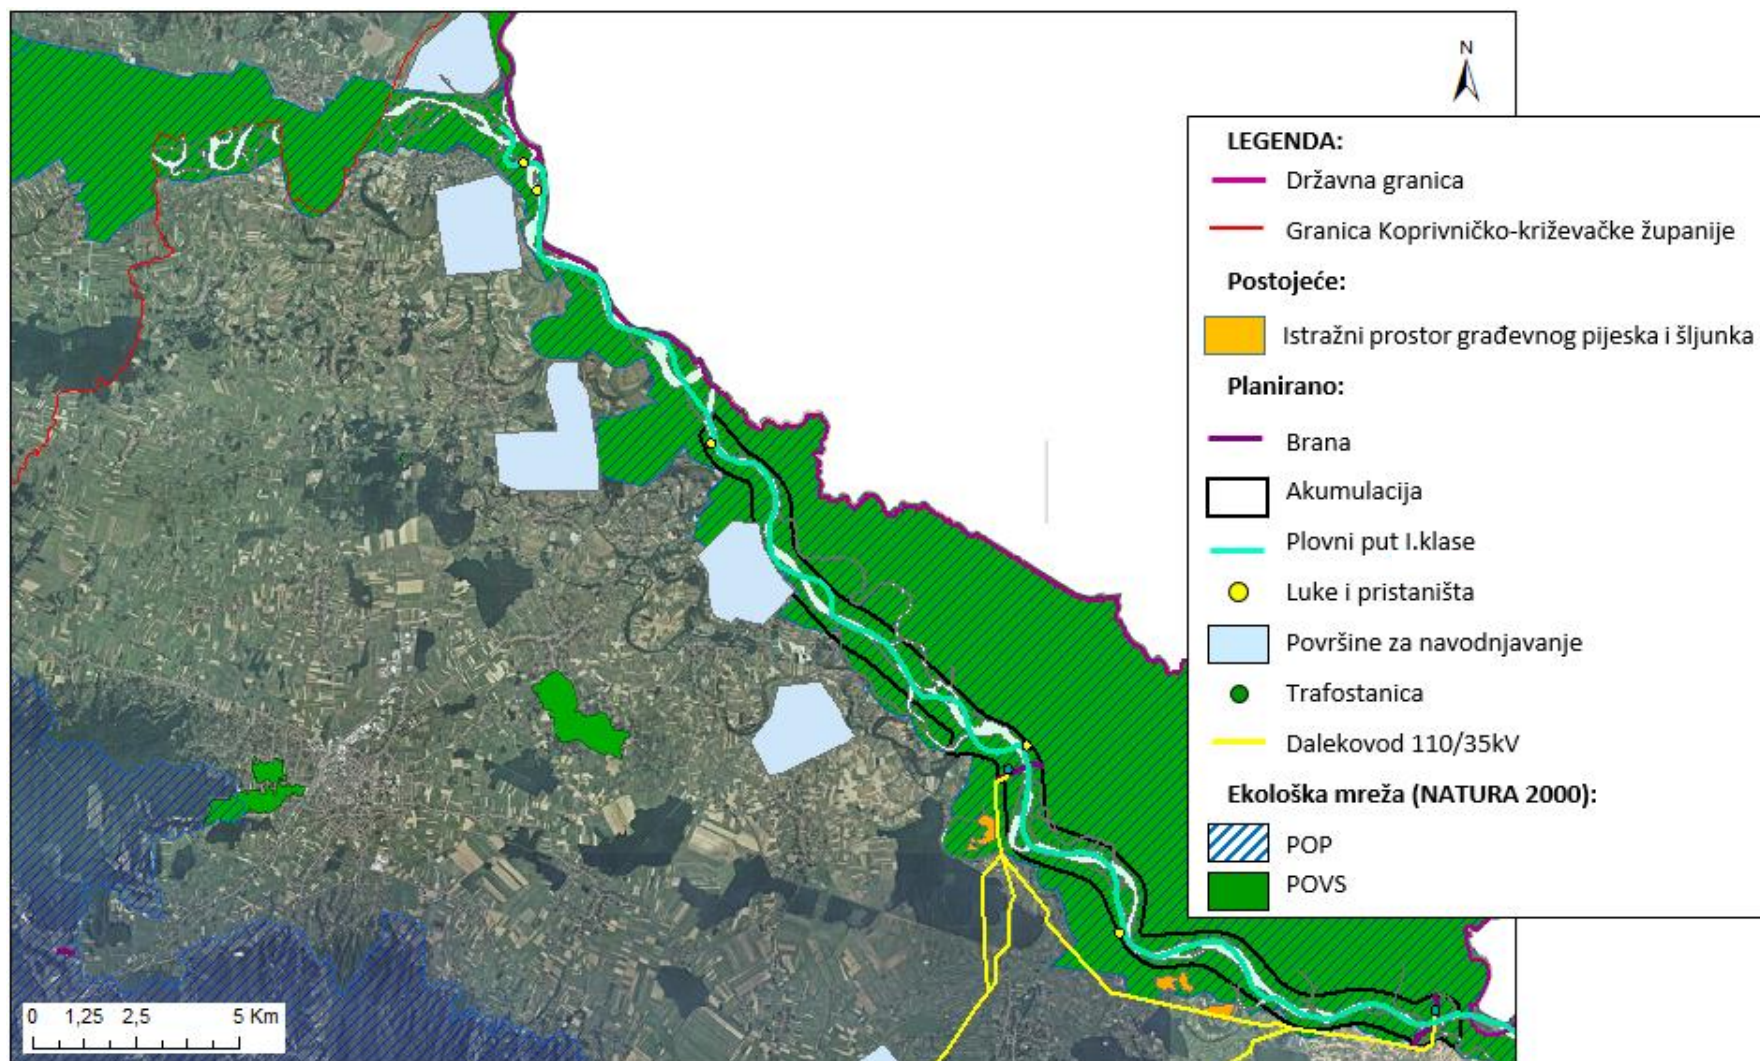 N
LEGENDA:
Državna granica
Granica Koprivničko-križevačke županije
Postojeće:
Istražni prostor građevnog pijeska i šljunka
Planirano:
Brana
Akumulacija
Plovni put I.klase
Luke i pristaništa
Površine za navodnjavanje
Trafostanica
Dalekovod 110/35kV
Ekološka mreža (NATURA 2000):
POP
POVS
0 1,25 2,5 5 Km